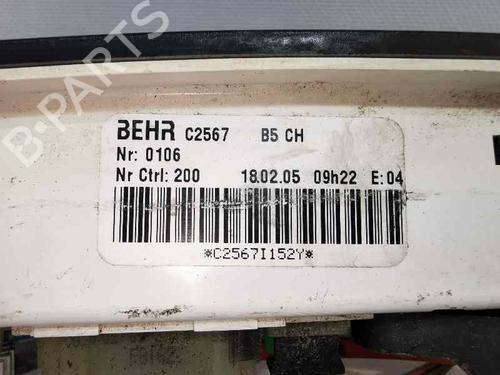 BEHR C2567 B5 CH
Nr: 0106
Nr Ctrl: 200 18.02.05 09h22 E:04
*C2567I152Y*
B-PARTS